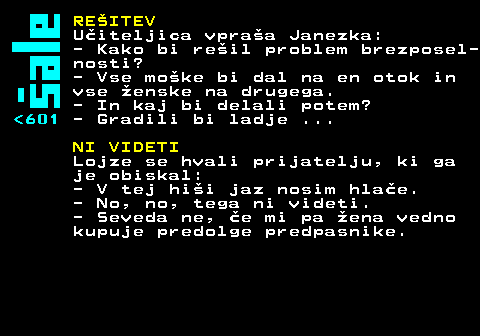 Šale
<601
REŠITEV
Učiteljica vpraša Janezka:
- Kako bi rešil problem brezposel-
nosti?
- Vse moške bi dal na en otok in
vse ženske na drugega.
- In kaj bi delali potem?
- Gradili bi ladje ...
NI VIDETI
Lojze se hvali prijatelju, ki ga
je obiskal:
- V tej hiši jaz nosim hlače.
- No, no, tega ni videti.
- Seveda ne, če mi pa žena vedno
kupuje predolge predpasnike.